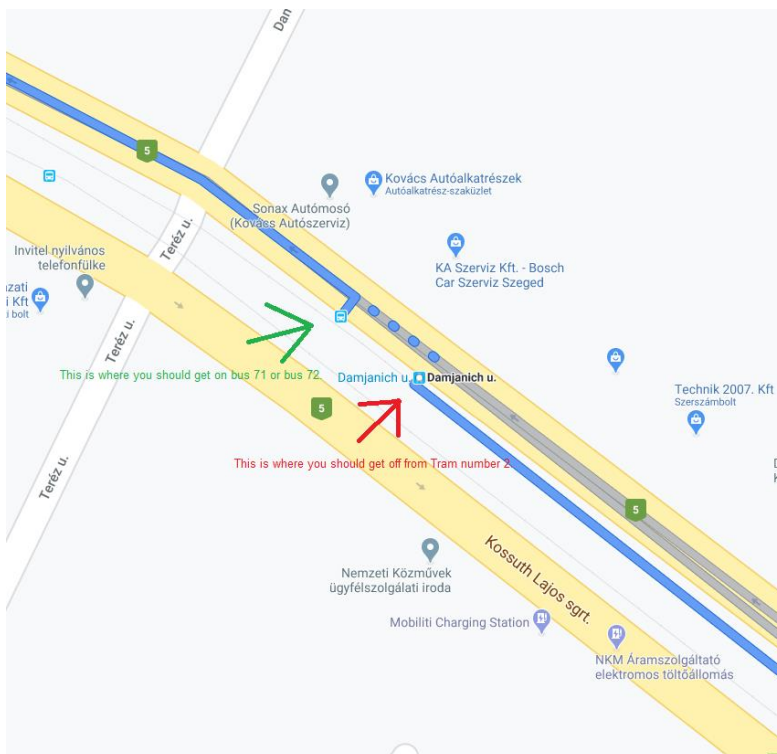 Dan
5
Kovács Autóalkatrészek
Autóalkatrész-szaküzlet
Sonax Autómosó
(Kovács Autószerviz)
Teréz u.
Invitel nyilvános
telefonfülke
KA Szerviz Kft. - Bosch
Car Szerviz Szeged
zati
i Kft
i bolt
Teréz u.
This is where you should get on bus 71 or bus 72.
Damjanich u. Damjanich u.
5
Technik 2007. Kft
Szerszámbolt
This is where you should get off from Tram number 2.
Teréz u.
5
Kossuth Lajos sgrt.
Nemzeti Közművek
ügyfélszolgálati iroda
Mobiliti Charging Station
NKM Áramszolgáltató
elektromos töltőállomás